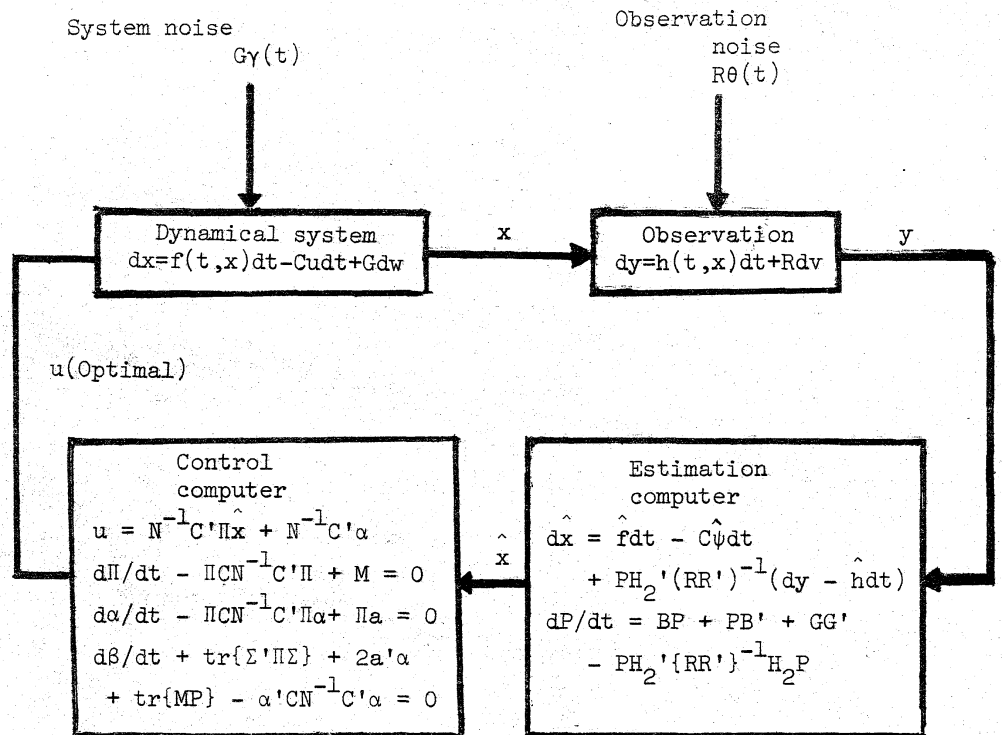 System noise
Gγ(t)
Observation
noise
Rθ(t)
Dynamical system
dx=f(t,x)dt-Cudt+Gdw
x
Observation
dy=h(t,x)dt+Rdv
y
u(Optimal)
Control
computer
u = N⁻¹C'Πx̂ + N⁻¹C'α
dΠ/dt - ΠCN⁻¹C'Π + M = 0
dα/dt - ΠCN⁻¹C'Πα+ Πa = 0
dβ/dt + tr{Σ'ΠΣ} + 2a'α
+ tr{MP} - α'CN⁻¹C'α = 0
x̂
Estimation
computer
dx̂ = f̂dt - Cψ̂dt
+ PH₂'(RR')⁻¹(dy - ĥdt)
dP/dt = BP + PB' + GG'
- PH₂'{RR'}⁻¹H₂P